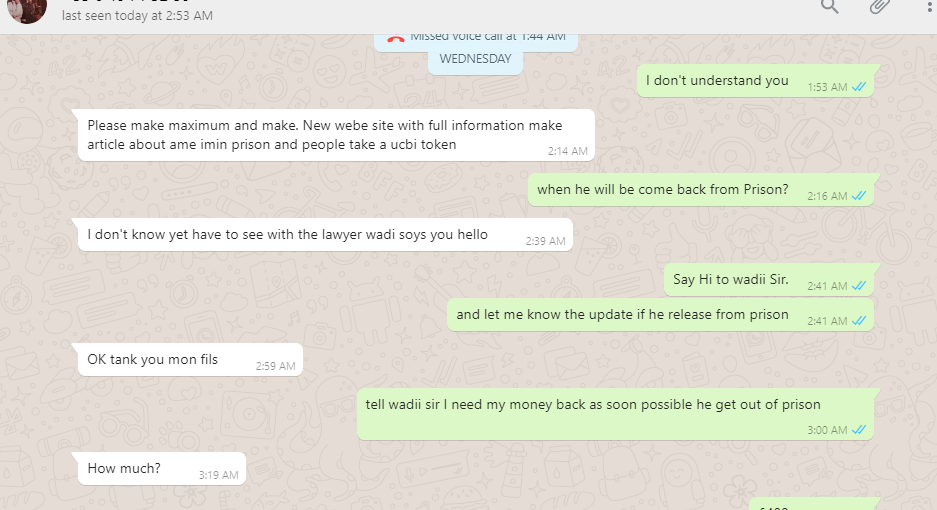 last seen today at 2:53 AM
Missed voice call at 1:44 AM
WEDNESDAY
I don't understand you
1:53 AM
Please make maximum and make. New webe site with full information make
article about ame imin prison and people take a ucbi token
2:14 AM
when he will be come back from Prison?
2:16 AM
I don't know yet have to see with the lawyer wadi soys you hello
2:39 AM
Say Hi to wadii Sir.
2:41 AM
and let me know the update if he release from prison
2:41 AM
OK tank you mon fils
2:59 AM
tell wadii sir I need my money back as soon possible he get out of prison
3:00 AM
How much?
3:19 AM